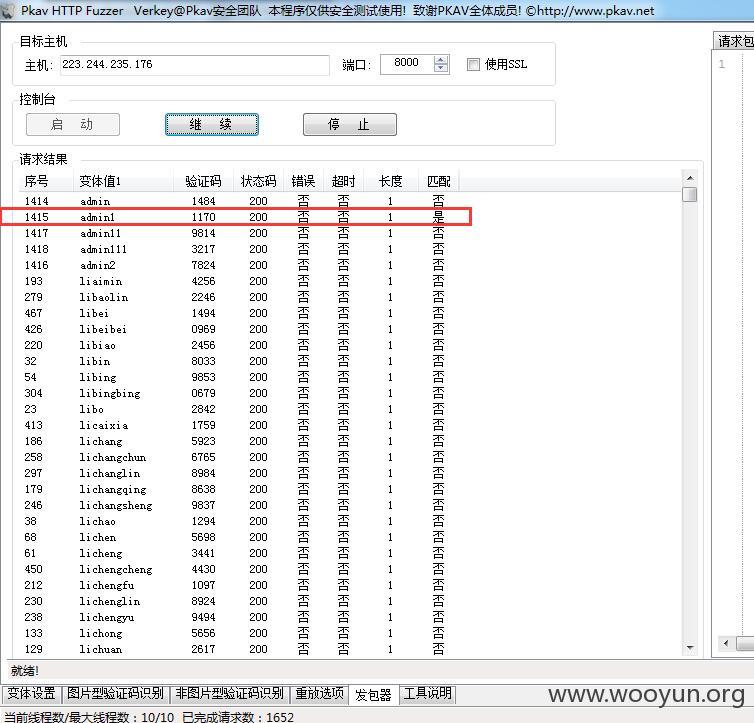 Pkav HTTP Fuzzer Verkey@Pkav安全团队 本程序仅供安全测试使用! 致谢PKAV全体成员! ©http://www.pkav.net
目标主机
主机: 223.244.235.176 端口: 8000 使用SSL
控制台
启 动 继 续 停 止
请求结果
序号 变体值1 验证码 状态码 错误 超时 长度 匹配
1414 admin 1484 200 否 否 1 否
1415 admin1 1170 200 否 否 1 是
1417 admin11 9814 200 否 否 1 否
1418 admin111 3217 200 否 否 1 否
1416 admin2 7824 200 否 否 1 否
193 liaimin 4256 200 否 否 1 否
279 libaolin 2246 200 否 否 1 否
467 libei 1494 200 否 否 1 否
426 libeibei 0969 200 否 否 1 否
220 libiao 2456 200 否 否 1 否
32 libin 8033 200 否 否 1 否
54 libing 9853 200 否 否 1 否
304 libingbing 0679 200 否 否 1 否
23 libo 2842 200 否 否 1 否
413 licaixia 1759 200 否 否 1 否
186 lichang 5923 200 否 否 1 否
258 lichangchun 6765 200 否 否 1 否
297 lichanglin 8984 200 否 否 1 否
179 lichangqing 8638 200 否 否 1 否
246 lichangsheng 9837 200 否 否 1 否
38 lichao 1294 200 否 否 1 否
68 lichen 5698 200 否 否 1 否
61 licheng 3441 200 否 否 1 否
450 lichengcheng 4430 200 否 否 1 否
212 lichengfu 1097 200 否 否 1 否
230 lichenglin 8924 200 否 否 1 否
238 lichengyu 9494 200 否 否 1 否
133 lichong 5656 200 否 否 1 否
129 lichuan 2617 200 否 否 1 否
请求包
1
就绪!
变体设置 图片型验证码识别 非图片型验证码识别 重放选项 发包器 工具说明
www.wooyun.org
当前线程数/最大线程数：10/10 已完成请求数：1652